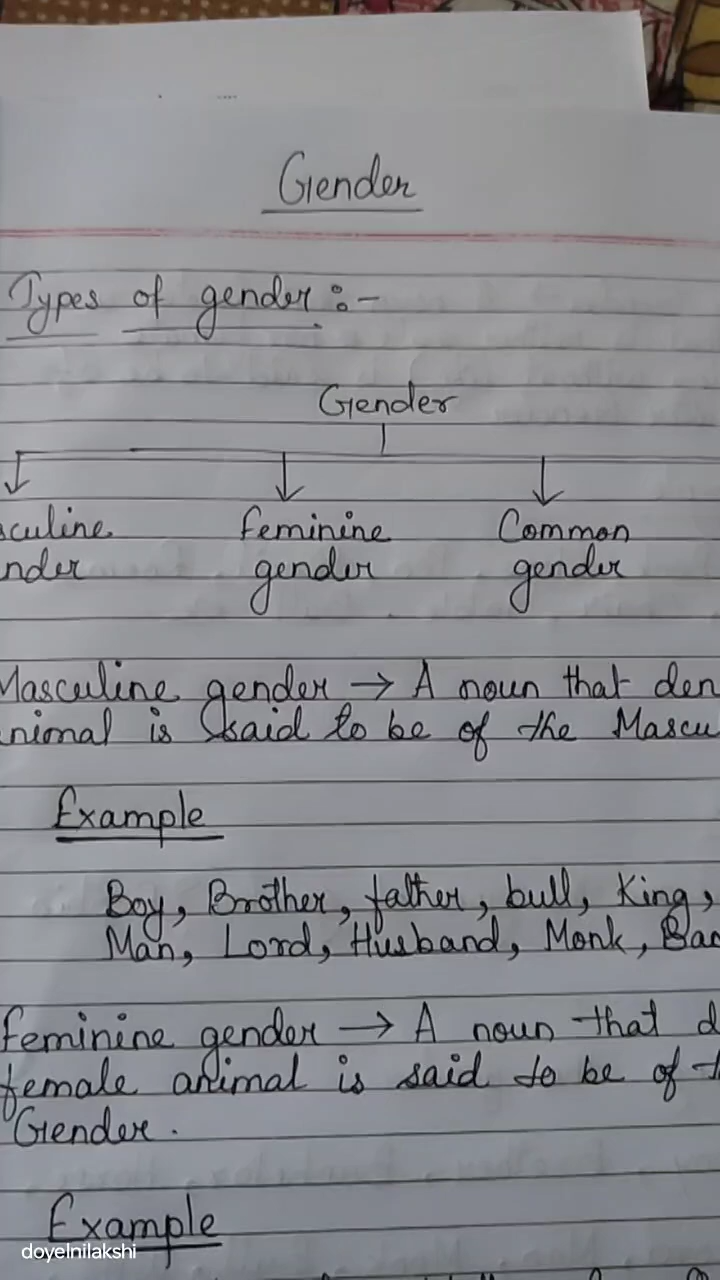 Gender
Types of gender :-
Gender
sculine feminine Common
nder gender gender
Masculine gender → A noun that den
nimal is said to be of the Mascu
Example
Boy, Brother, father, bull, King,
Man, Lord, Husband, Monk, Bac
feminine gender → A noun that d
female animal is said to be of t
Gender.
Example
doyelnilakshi